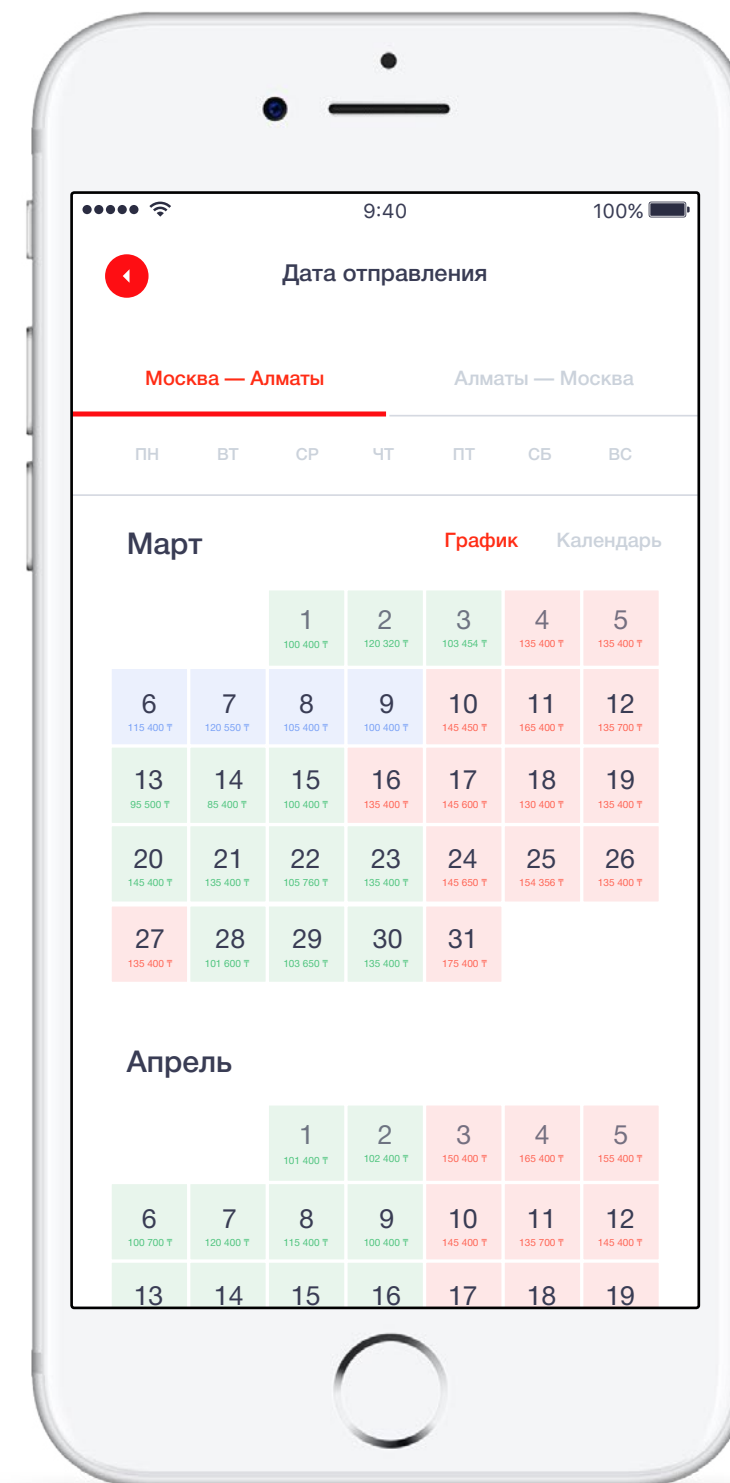 9:40 100%
Дата отправления
Москва — Алматы Алматы — Москва
ПН ВТ СР ЧТ ПТ СБ ВС
Март График Календарь
1 2 3 4 5
100 400 ₸ 120 320 ₸ 103 454 ₸ 135 400 ₸ 135 400 ₸
6 7 8 9 10 11 12
115 400 ₸ 120 550 ₸ 105 400 ₸ 100 400 ₸ 145 450 ₸ 165 400 ₸ 135 700 ₸
13 14 15 16 17 18 19
95 500 ₸ 85 400 ₸ 100 400 ₸ 135 400 ₸ 145 600 ₸ 130 400 ₸ 135 400 ₸
20 21 22 23 24 25 26
145 400 ₸ 135 400 ₸ 105 760 ₸ 135 400 ₸ 145 650 ₸ 154 356 ₸ 135 400 ₸
27 28 29 30 31
135 400 ₸ 101 600 ₸ 103 650 ₸ 135 400 ₸ 175 400 ₸
Апрель
1 2 3 4 5
101 400 ₸ 102 400 ₸ 150 400 ₸ 165 400 ₸ 155 400 ₸
6 7 8 9 10 11 12
100 700 ₸ 120 400 ₸ 115 400 ₸ 100 400 ₸ 145 400 ₸ 135 700 ₸ 145 400 ₸
13 14 15 16 17 18 19